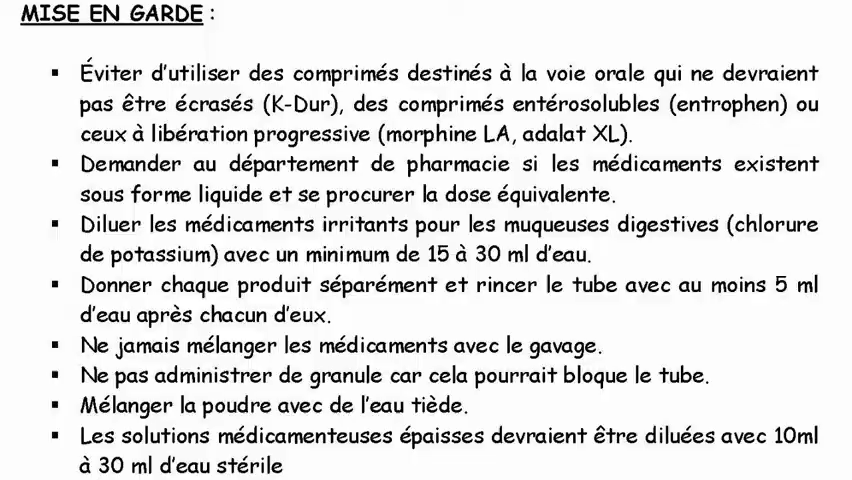 MISE EN GARDE :
▪ Éviter d'utiliser des comprimés destinés à la voie orale qui ne devraient
pas être écrasés (K-Dur), des comprimés entérosolubles (entrophen) ou
ceux à libération progressive (morphine LA, adalat XL).
▪ Demander au département de pharmacie si les médicaments existent
sous forme liquide et se procurer la dose équivalente.
▪ Diluer les médicaments irritants pour les muqueuses digestives (chlorure
de potassium) avec un minimum de 15 à 30 ml d'eau.
▪ Donner chaque produit séparément et rincer le tube avec au moins 5 ml
d'eau après chacun d'eux.
▪ Ne jamais mélanger les médicaments avec le gavage.
▪ Ne pas administrer de granule car cela pourrait bloque le tube.
▪ Mélanger la poudre avec de l'eau tiède.
▪ Les solutions médicamenteuses épaisses devraient être diluées avec 10ml
à 30 ml d'eau stérile